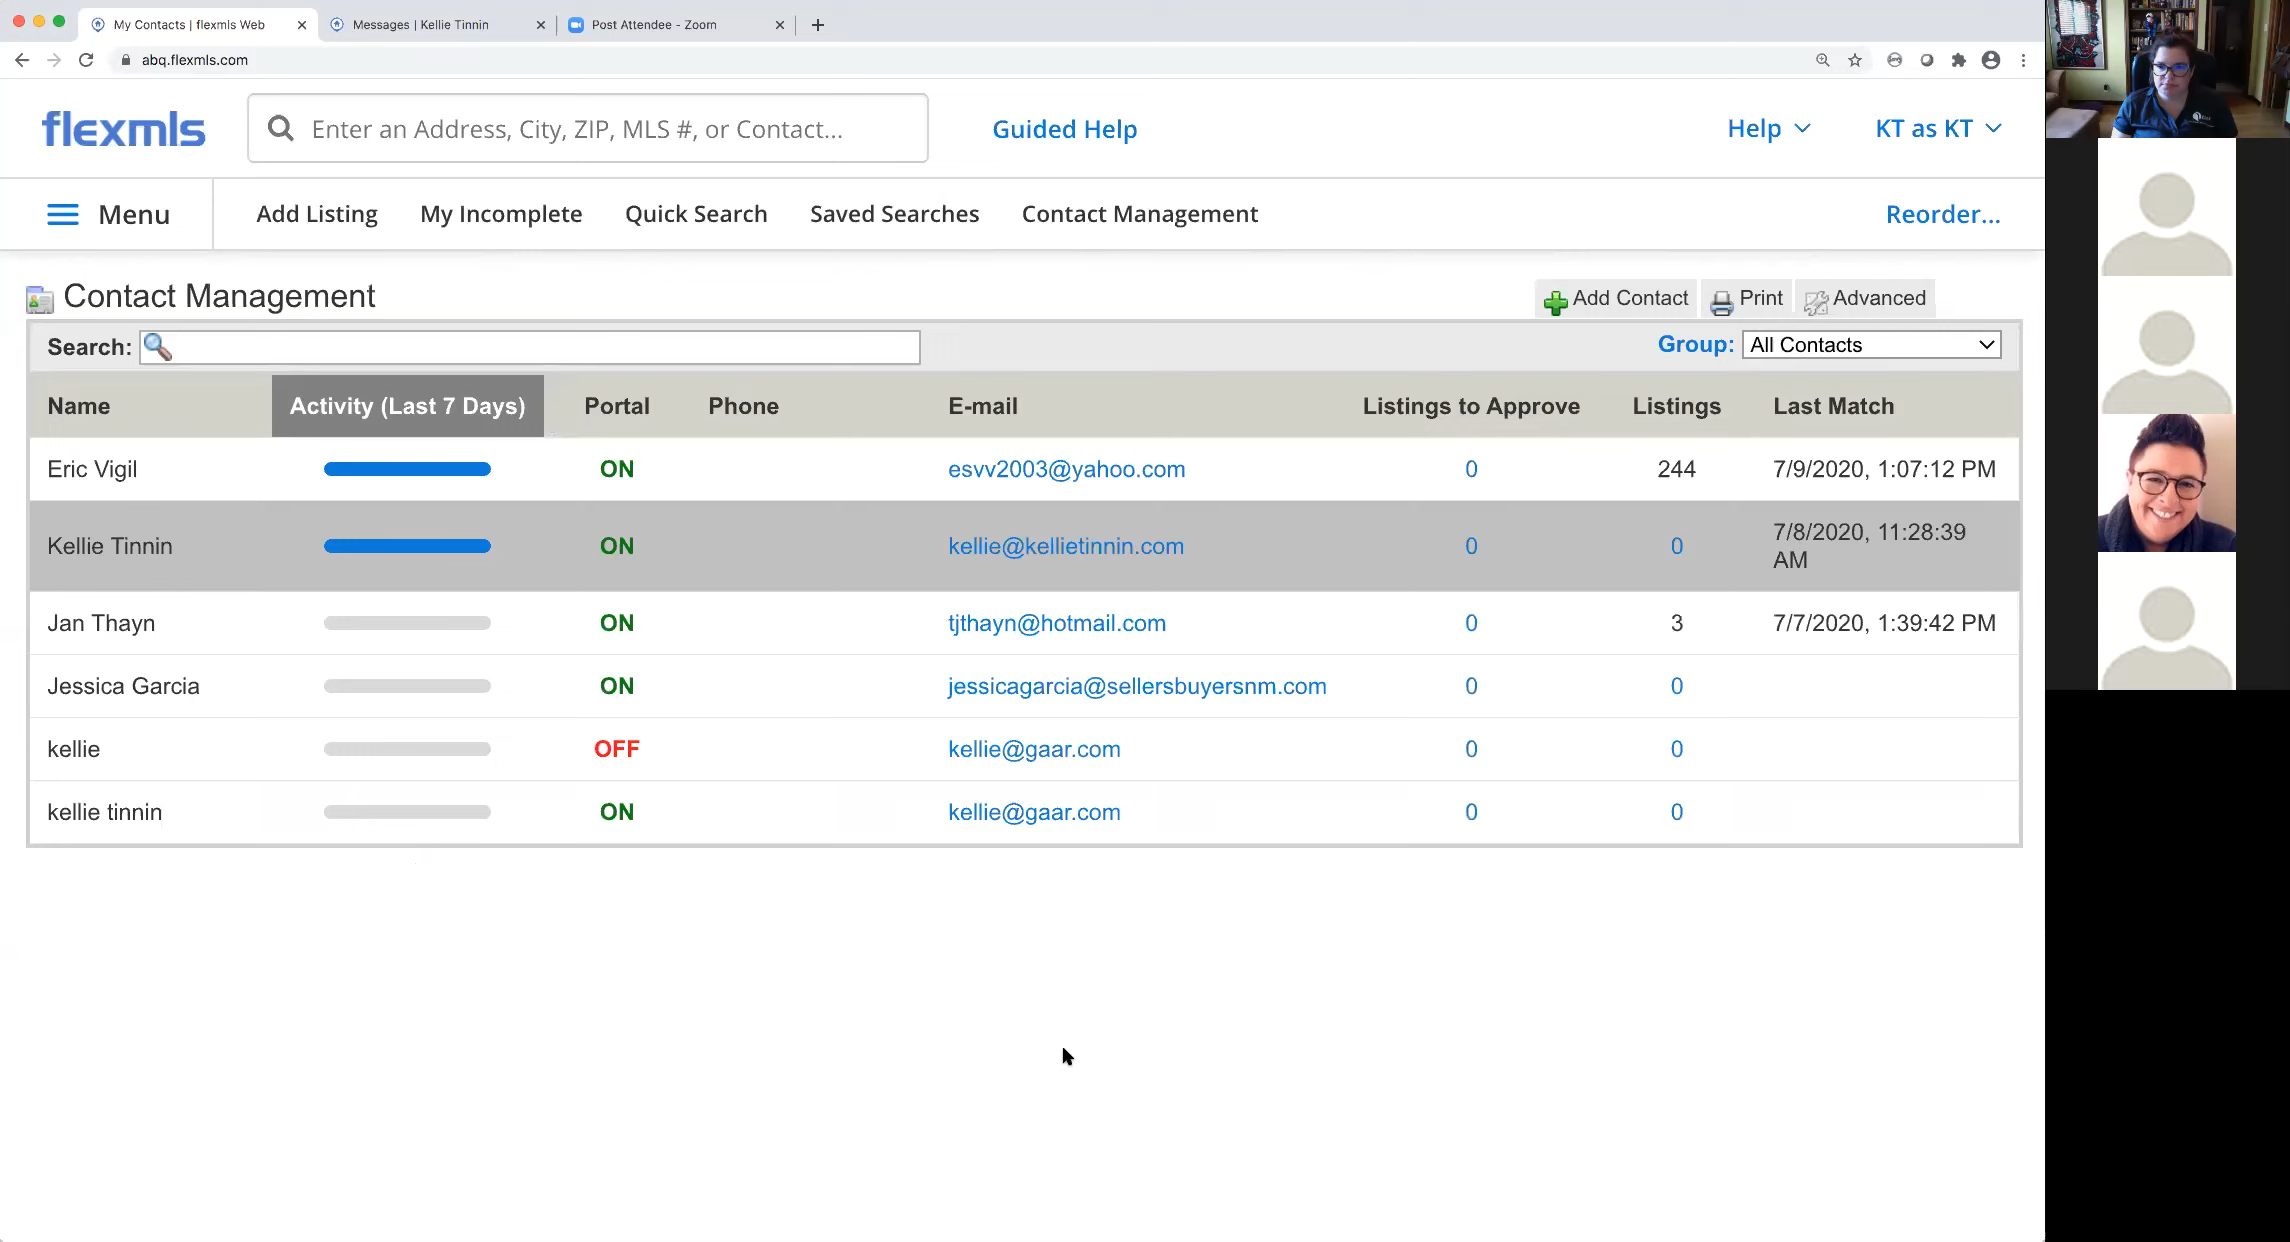 My Contacts | flexmls Web
Messages | Kellie Tinnin
Post Attendee - Zoom
abq.flexmls.com
flexmls
Enter an Address, City, ZIP, MLS #, or Contact...
Guided Help
Help
KT as KT
Menu
Add Listing
My Incomplete
Quick Search
Saved Searches
Contact Management
Reorder...
Contact Management
Add Contact
Print
Advanced
Search:
Group: All Contacts
Name Activity (Last 7 Days) Portal Phone E-mail Listings to Approve Listings Last Match
Eric Vigil ON esvv2003@yahoo.com 0 244 7/9/2020, 1:07:12 PM
Kellie Tinnin ON kellie@kellietinnin.com 0 0 7/8/2020, 11:28:39
AM
Jan Thayn ON tjthayn@hotmail.com 0 3 7/7/2020, 1:39:42 PM
Jessica Garcia ON jessicagarcia@sellersbuyersnm.com 0 0
kellie OFF kellie@gaar.com 0 0
kellie tinnin ON kellie@gaar.com 0 0